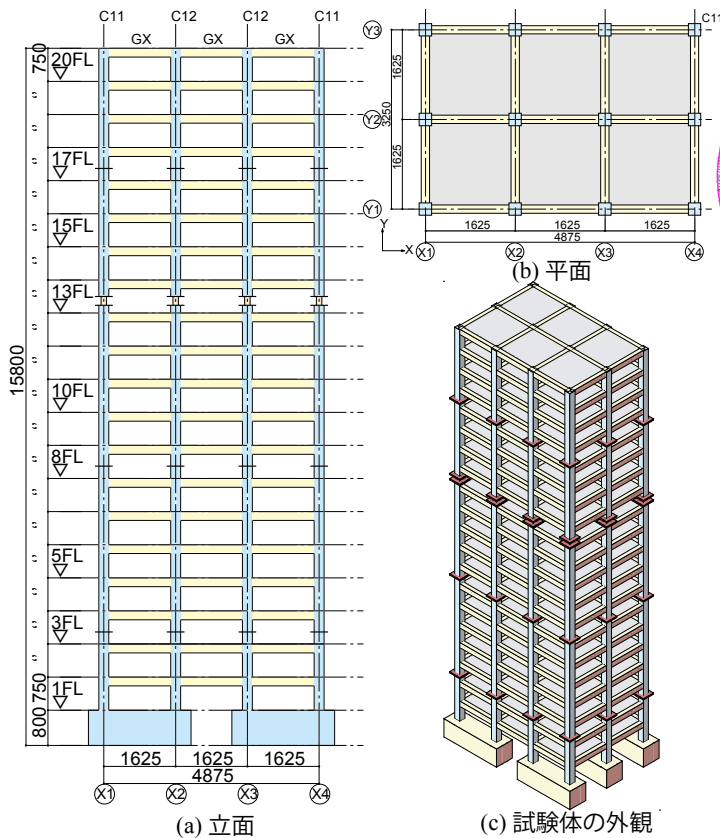 C11 C12 C12 C11
GX GX GX
750
20FL
17FL
15FL
13FL
10FL
8FL
5FL
3FL
1FL
15800
800 750
1625 1625 1625
4875
X1 X2 X3 X4
(a) 立面
C11
Y3
Y2
Y1
1625
3250
1625
1625 1625 1625
4875
Y
X
X1 X2 X3 X4
(b) 平面
(c) 試験体の外観